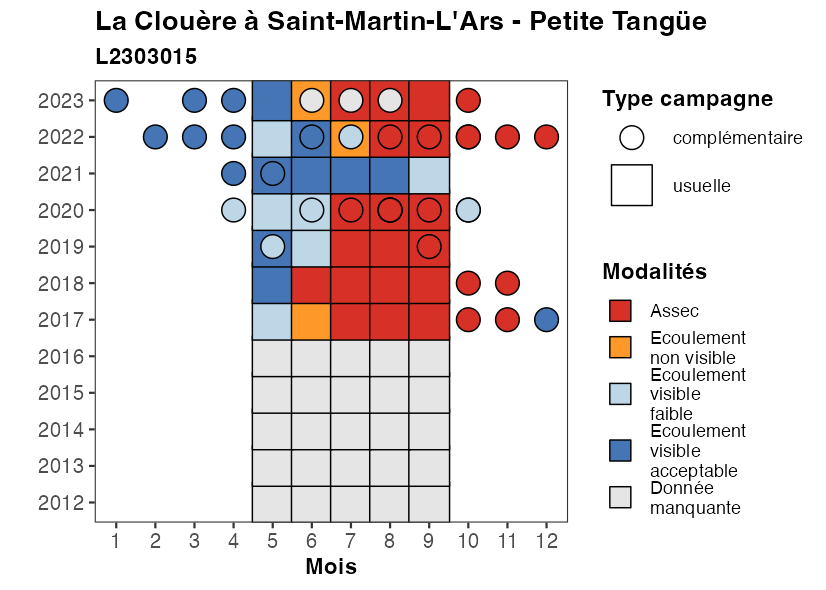 La Clouère à Saint-Martin-L'Ars - Petite Tangüe
L2303015
2023
2022
2021
2020
2019
2018
2017
2016
2015
2014
2013
2012
1 2 3 4 5 6 7 8 9 10 11 12
Mois
Type campagne
complémentaire
usuelle
Modalités
Assec
Ecoulement
non visible
Ecoulement
visible
faible
Ecoulement
visible
acceptable
Donnée
manquante